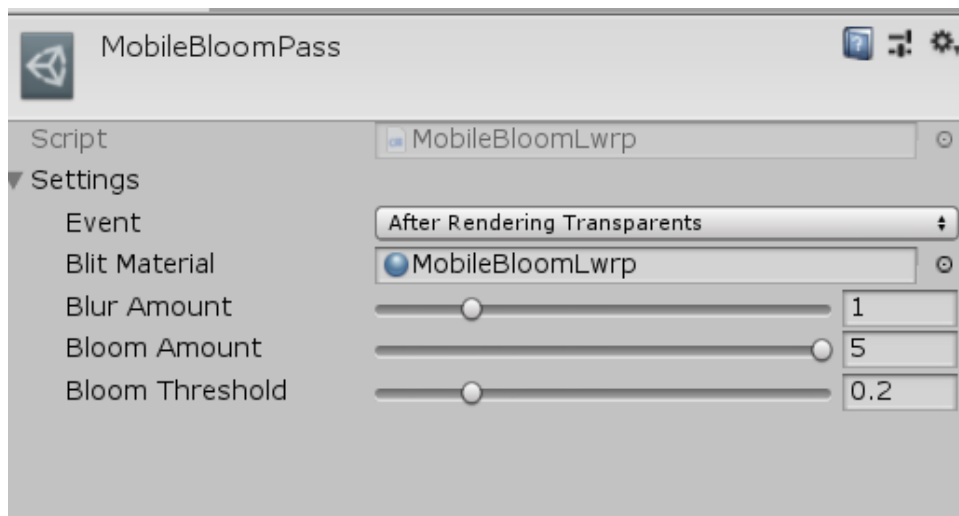 MobileBloomPass
Script MobileBloomLwrp
Settings
Event After Rendering Transparents
Blit Material MobileBloomLwrp
Blur Amount 1
Bloom Amount 5
Bloom Threshold 0.2